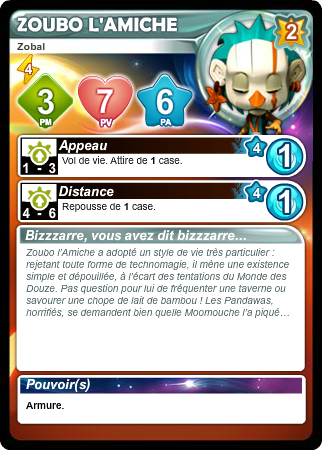 ZOUBO L'AMICHE
2
Zobal
4
3
PM
7
PV
6
PA
Appeau
4
1
Vol de vie. Attire de 1 case.
1 - 3
Distance
4
1
Repousse de 1 case.
4 - 6
Bizzzarre, vous avez dit bizzzarre...
Zoubo l'Amiche a adopté un style de vie très particulier :
rejetant toute forme de technomagie, il mène une existence
simple et dépouillée, à l'écart des tentations du Monde des
Douze. Pas question pour lui de fréquenter une taverne ou
savourer une chope de lait de bambou ! Les Pandawas,
horrifiés, se demandent bien quelle Moomouche l'a piqué…
Pouvoir(s)
Armure.